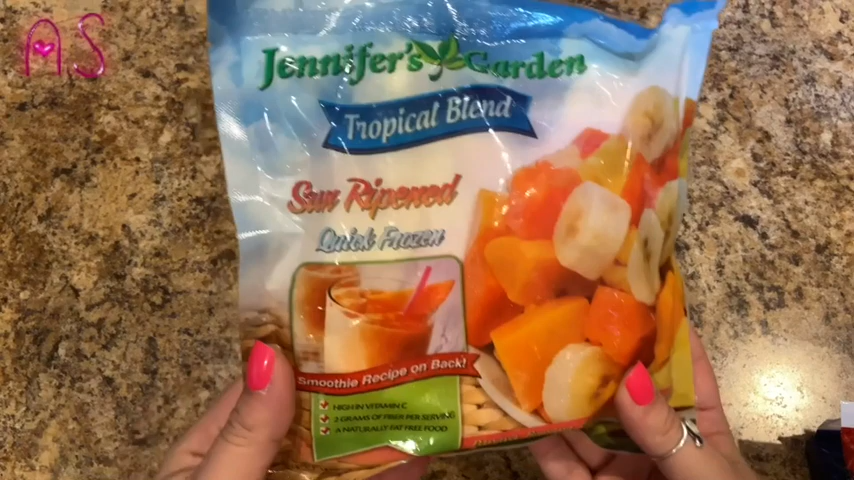 AS
Jennifer's Garden
Tropical Blend
Sun Ripened
Quick Frozen
Smoothie Recipe on Back!
HIGH IN VITAMIN C
2 GRAMS OF FIBER PER SERVING
A NATURALLY FAT FREE FOOD